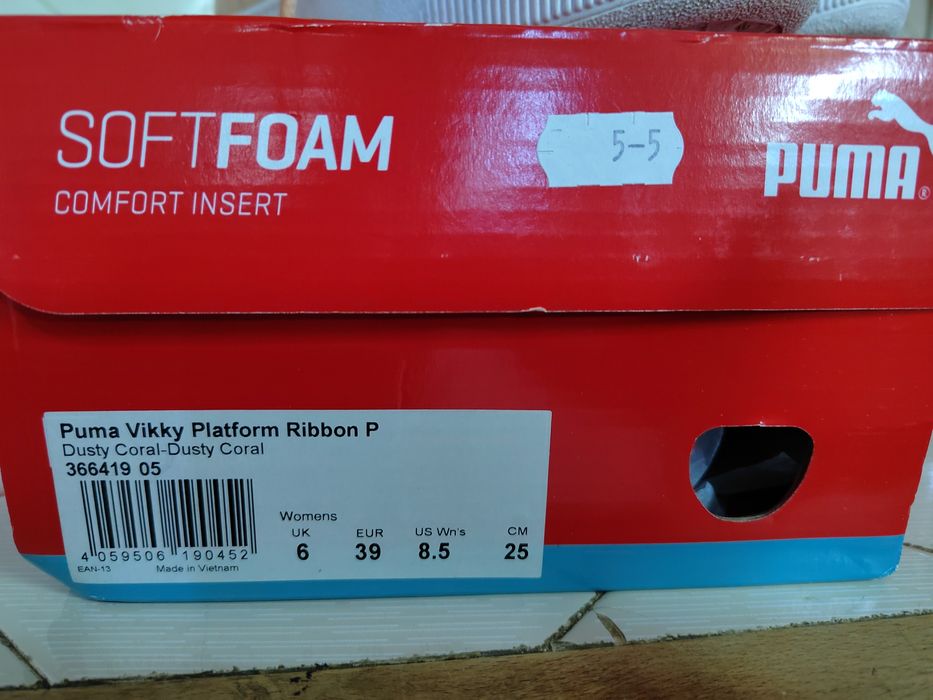 SOFTFOAM
COMFORT INSERT
5-5
PUMA®
Puma Vikky Platform Ribbon P
Dusty Coral-Dusty Coral
366419 05
4 059506 190452
EAN-13 Made in Vietnam
Womens
UK EUR US Wn's CM
6 39 8.5 25